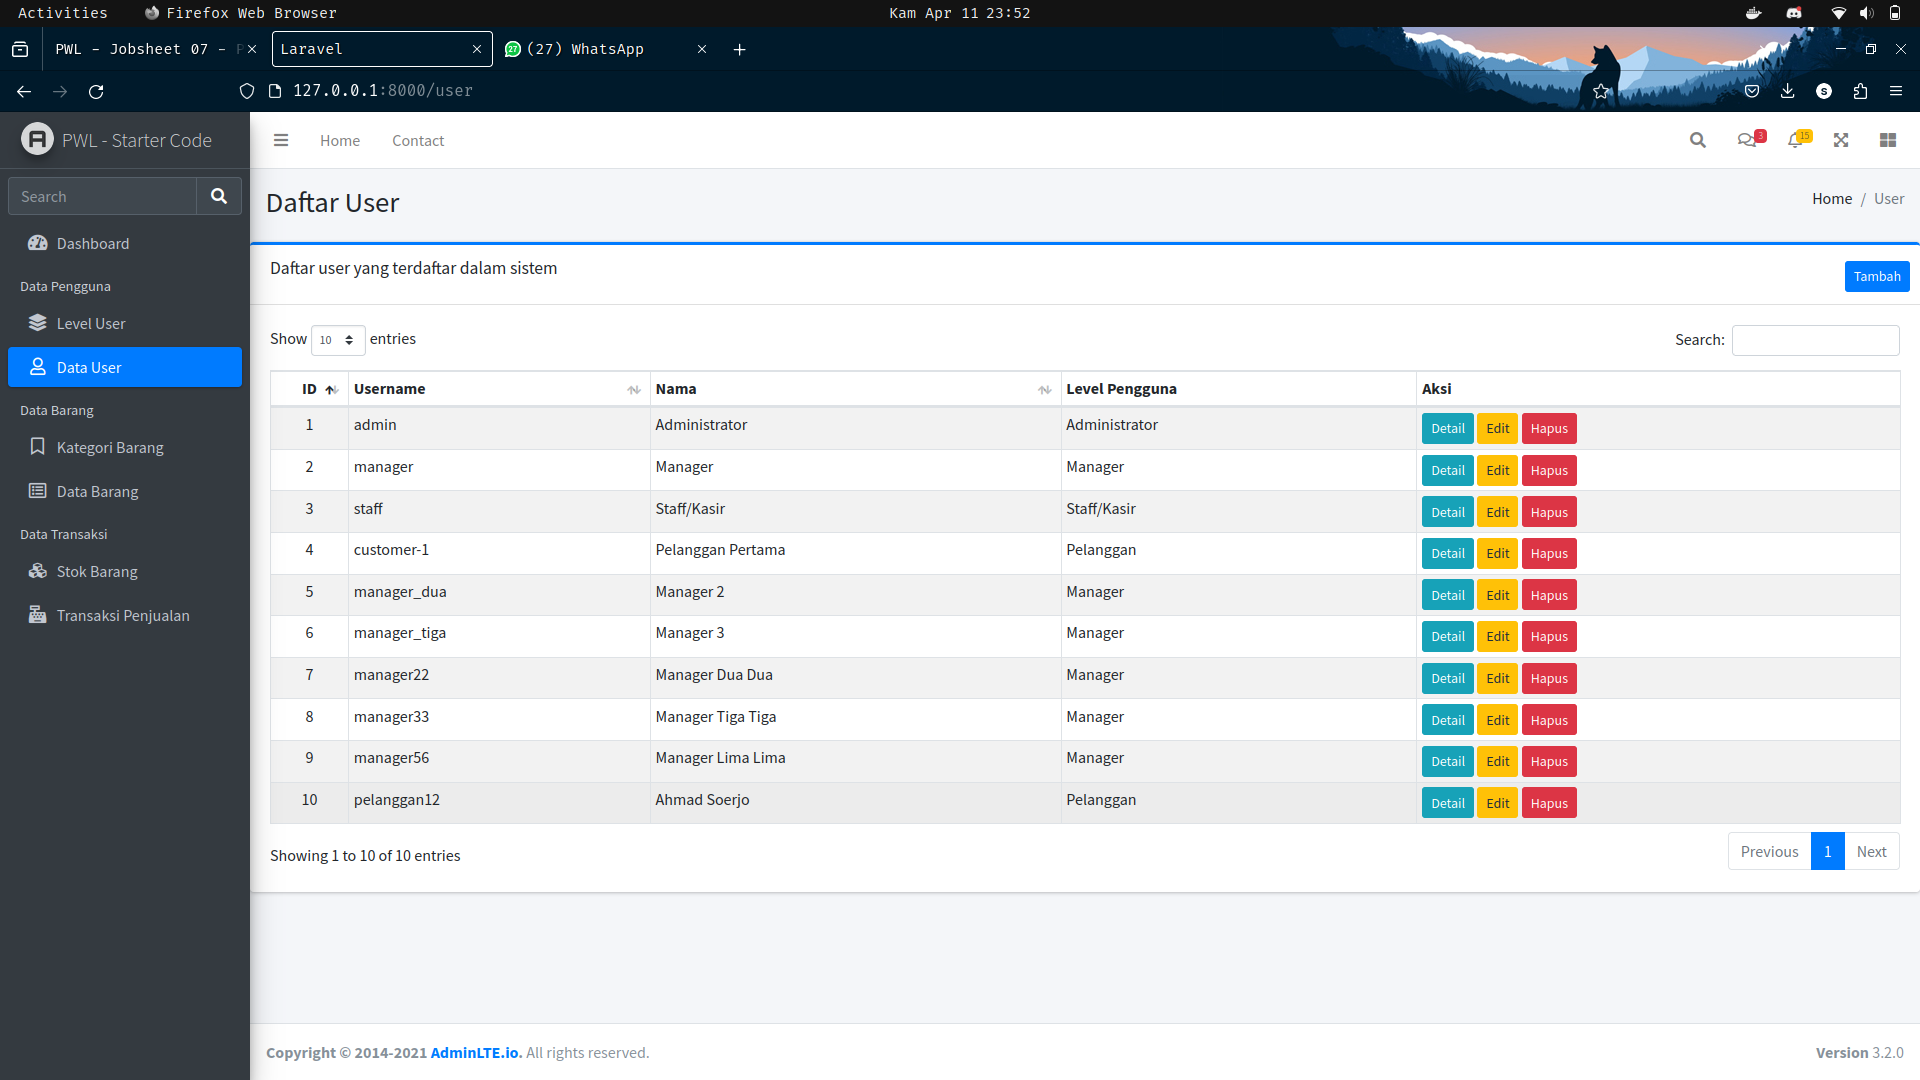 Activities Firefox Web Browser Kam Apr 11 23:52
PWL - Jobsheet 07 - P Laravel 27 (27) WhatsApp
127.0.0.1:8000/user S
PWL - Starter Code Home Contact 3 15
Search
Dashboard
Data Pengguna
Level User
Data User
Data Barang
Kategori Barang
Data Barang
Data Transaksi
Stok Barang
Transaksi Penjualan
Daftar User Home / User
Daftar user yang terdaftar dalam sistem Tambah
Show 10 entries Search:
ID Username Nama Level Pengguna Aksi
1 admin Administrator Administrator Detail Edit Hapus
2 manager Manager Manager Detail Edit Hapus
3 staff Staff/Kasir Staff/Kasir Detail Edit Hapus
4 customer-1 Pelanggan Pertama Pelanggan Detail Edit Hapus
5 manager_dua Manager 2 Manager Detail Edit Hapus
6 manager_tiga Manager 3 Manager Detail Edit Hapus
7 manager22 Manager Dua Dua Manager Detail Edit Hapus
8 manager33 Manager Tiga Tiga Manager Detail Edit Hapus
9 manager56 Manager Lima Lima Manager Detail Edit Hapus
10 pelanggan12 Ahmad Soerjo Pelanggan Detail Edit Hapus
Showing 1 to 10 of 10 entries Previous 1 Next
Copyright © 2014-2021 AdminLTE.io. All rights reserved. Version 3.2.0